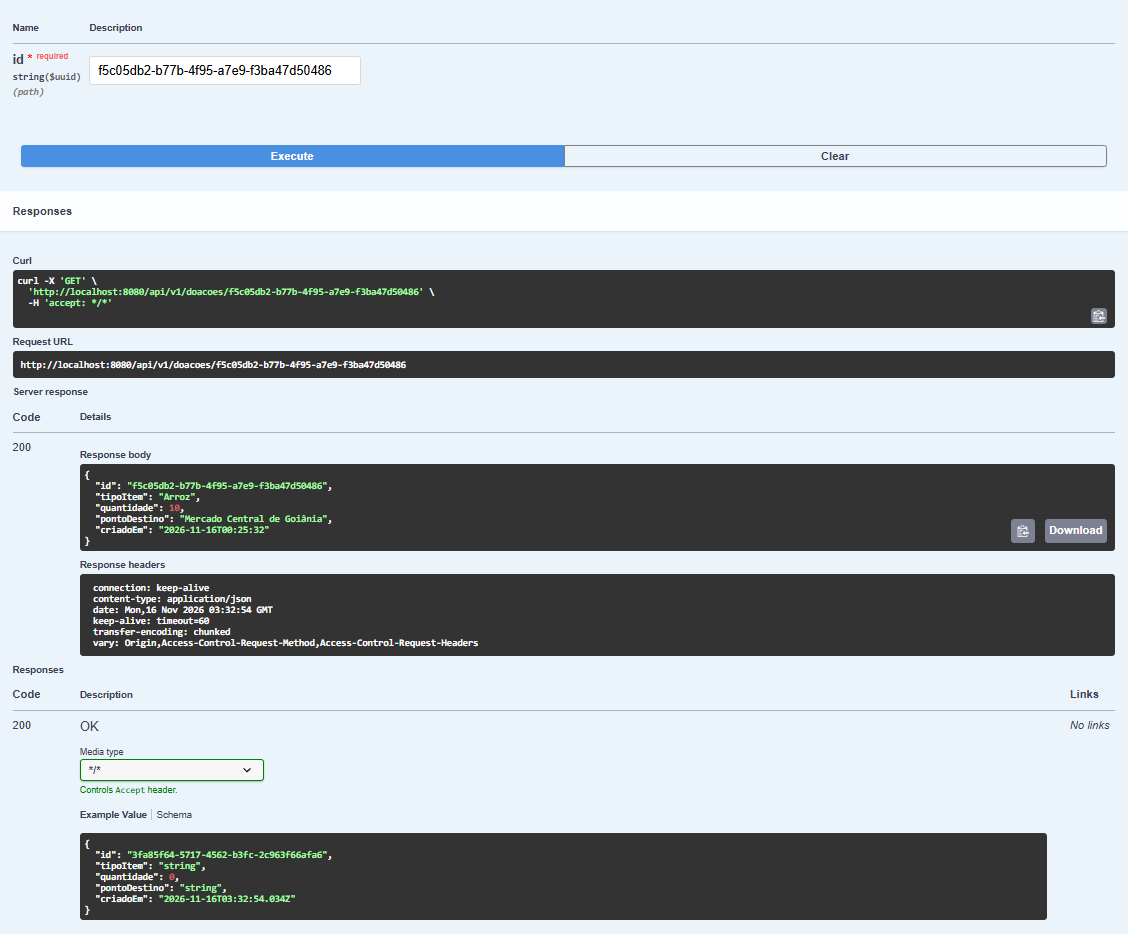 Name Description
id * required
string($uuid)
(path)
f5c05db2-b77b-4f95-a7e9-f3ba47d50486
Execute Clear
Responses
Curl
curl -X 'GET' \
  'http://localhost:8080/api/v1/doacoes/f5c05db2-b77b-4f95-a7e9-f3ba47d50486' \
  -H 'accept: */*'
Request URL
http://localhost:8080/api/v1/doacoes/f5c05db2-b77b-4f95-a7e9-f3ba47d50486
Server response
Code Details
200
Response body
{
  "id": "f5c05db2-b77b-4f95-a7e9-f3ba47d50486",
  "tipoItem": "Arroz",
  "quantidade": 10,
  "pontoDestino": "Mercado Central de Goiânia",
  "criadoEm": "2026-11-16T00:25:32"
}
Download
Response headers
connection: keep-alive
content-type: application/json
date: Mon,16 Nov 2026 03:32:54 GMT
keep-alive: timeout=60
transfer-encoding: chunked
vary: Origin,Access-Control-Request-Method,Access-Control-Request-Headers
Responses
Code Description Links
200 OK No links
Media type
*/*
Controls Accept header.
Example Value Schema
{
  "id": "3fa85f64-5717-4562-b3fc-2c963f66afa6",
  "tipoItem": "string",
  "quantidade": 0,
  "pontoDestino": "string",
  "criadoEm": "2026-11-16T03:32:54.034Z"
}